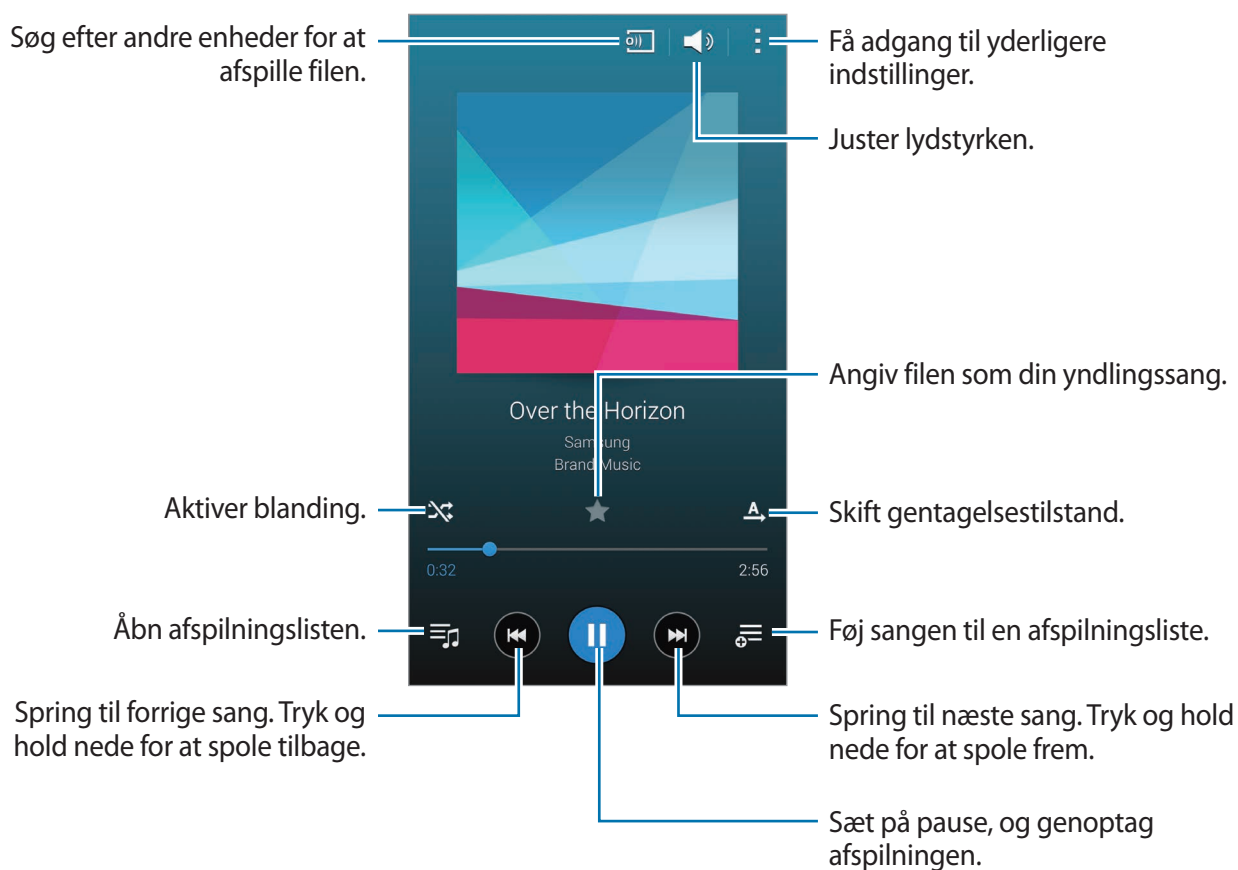 Søg efter andre enheder for at
afspille filen.
Få adgang til yderligere
indstillinger.
Juster lydstyrken.
Angiv filen som din yndlingssang.
Over the Horizon
Samsung
Brand Music
Aktiver blanding.
A
Skift gentagelsestilstand.
0:32
2:56
Åbn afspilningslisten.
Føj sangen til en afspilningsliste.
Spring til forrige sang. Tryk og
hold nede for at spole tilbage.
Spring til næste sang. Tryk og hold
nede for at spole frem.
Sæt på pause, og genoptag
afspilningen.